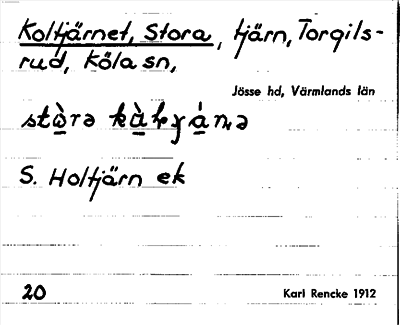 Koltjärnet, Stora, tjärn, Torgils-
rud, Köla sn,
Jösse hd, Värmlands län
S. Holtjärn ek
20
Karl Rencke 1912